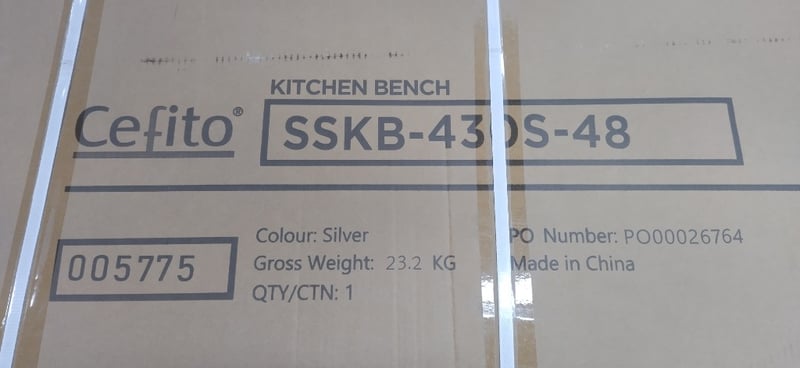 KITCHEN BENCH
Cefito®
SSKB-430S-48
005775
Colour: Silver
Gross Weight: 23.2 KG
QTY/CTN: 1
PO Number: PO00026764
Made in China